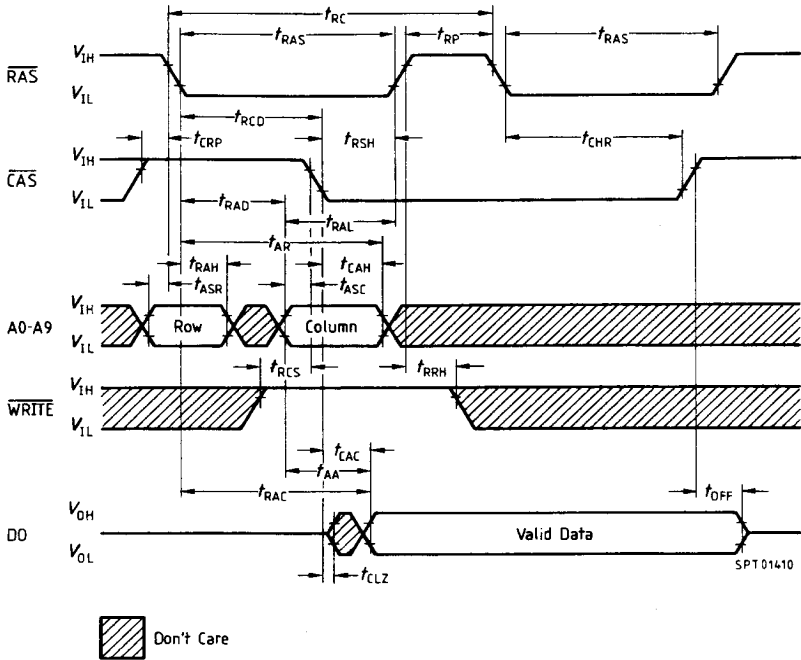 tRC
tRAS tRP tRAS
RAS VIH
VIL
tRCD
tCRP tRSH tCHR
CAS VIH
VIL
tRAD
tRAL
tAR
tRAH tCAH
tASR tASC
A0-A9 VIH
VIL
Row Column
tRCS tRRH
WRITE VIH
VIL
tCAC
tAA
tRAC tOFF
DO VOH
VOL
Valid Data
SPT01410
tCLZ
Don't Care